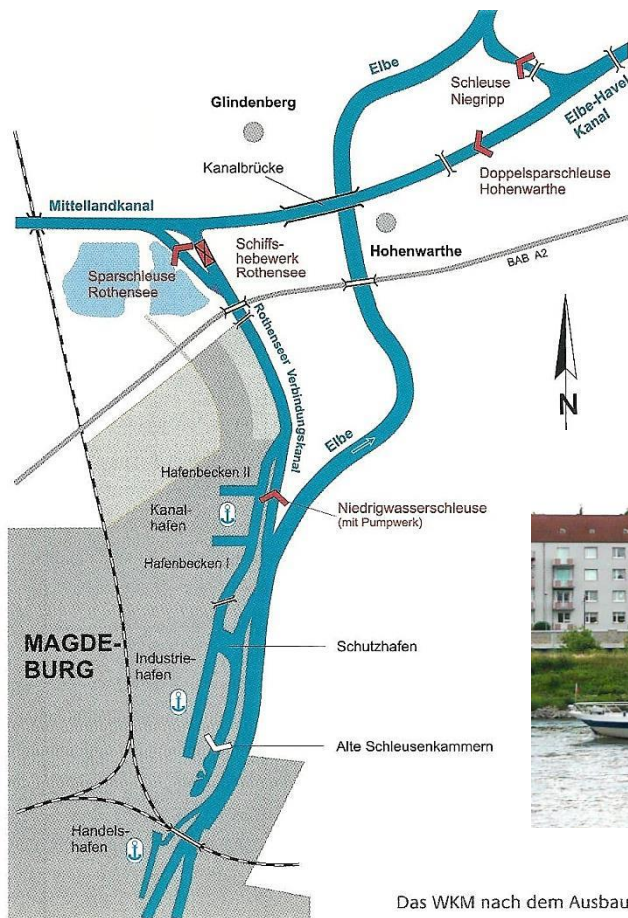 Elbe
Schleuse
Niegripp
Elbe-Havel
Kanal
Glindenberg
Kanalbrücke
Doppelsparschleuse
Hohenwarthe
Mittellandkanal
Schiffs-
hebewerk
Rothensee
Hohenwarthe
BAB A2
Sparschleuse
Rothensee
Rothenseer Verbindungskanal
N
Elbe
Hafenbecken II
Niedrigwasserschleuse
(mit Pumpwerk)
Kanal-
hafen
Hafenbecken I
MAGDE-
BURG
Schutzhafen
Industrie-
hafen
Alte Schleusenkammern
Handels-
hafen
Das WKM nach dem Ausbau